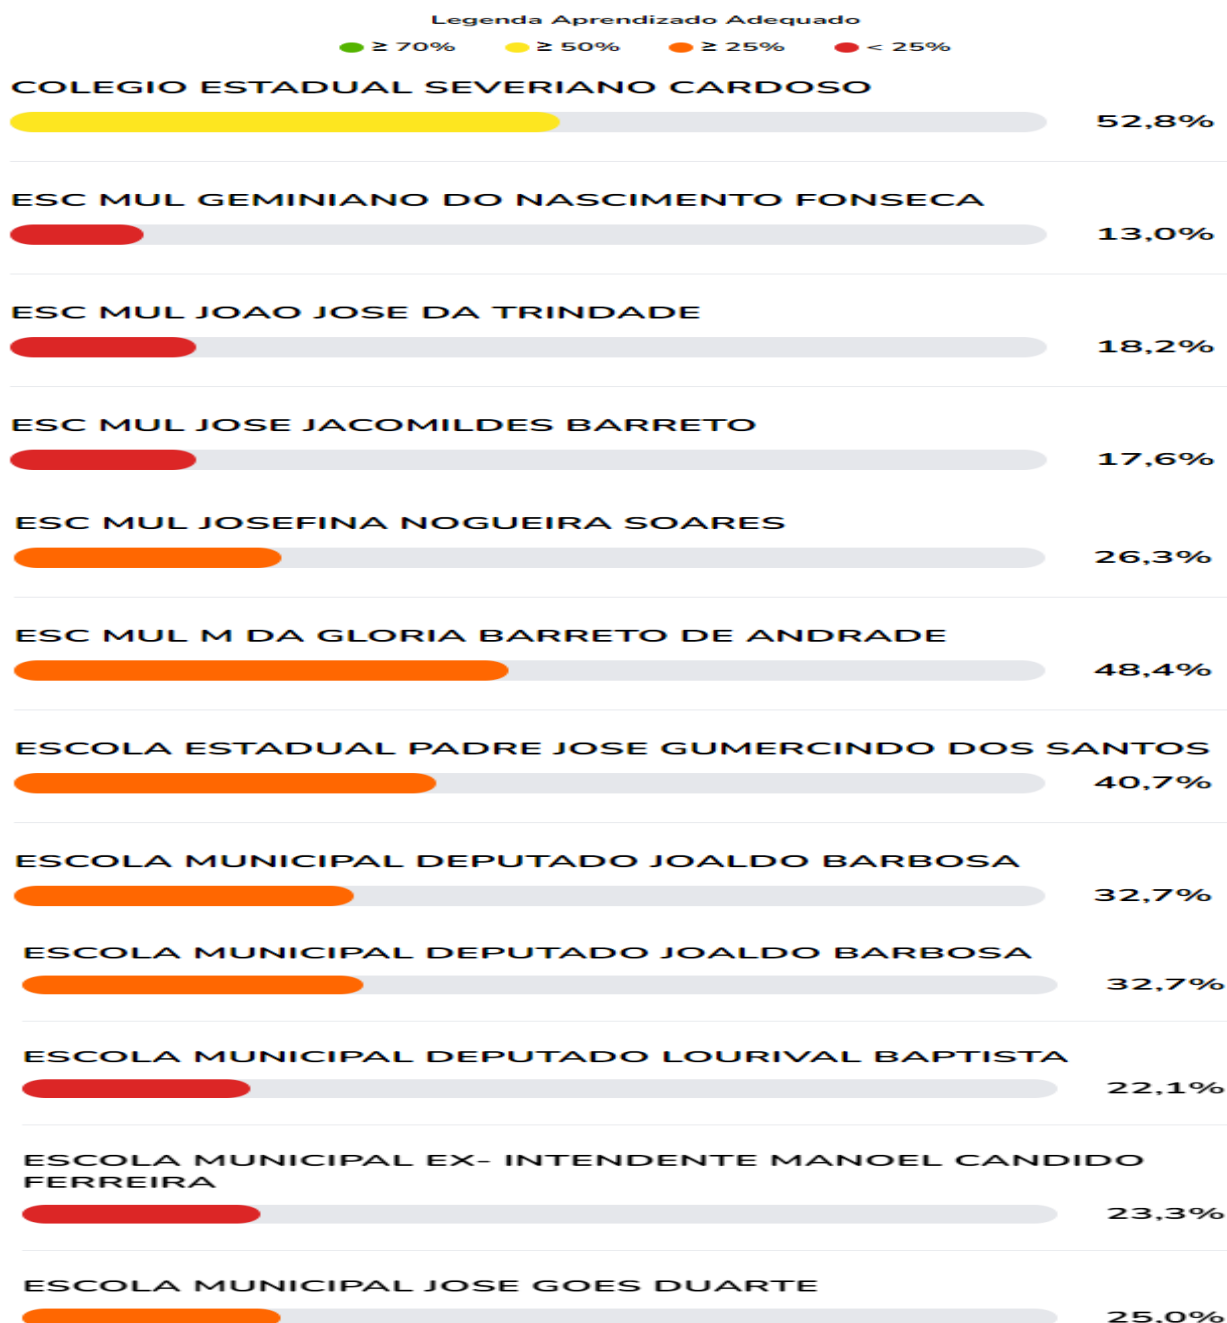 Legenda Aprendizado Adequado
≥ 70% ≥ 50% ≥ 25% < 25%
COLEGIO ESTADUAL SEVERIANO CARDOSO
52,8%
ESC MUL GEMINIANO DO NASCIMENTO FONSECA
13,0%
ESC MUL JOAO JOSE DA TRINDADE
18,2%
ESC MUL JOSE JACOMILDES BARRETO
17,6%
ESC MUL JOSEFINA NOGUEIRA SOARES
26,3%
ESC MUL M DA GLORIA BARRETO DE ANDRADE
48,4%
ESCOLA ESTADUAL PADRE JOSE GUMERCINDO DOS SANTOS
40,7%
ESCOLA MUNICIPAL DEPUTADO JOALDO BARBOSA
32,7%
ESCOLA MUNICIPAL DEPUTADO JOALDO BARBOSA
32,7%
ESCOLA MUNICIPAL DEPUTADO LOURIVAL BAPTISTA
22,1%
ESCOLA MUNICIPAL EX- INTENDENTE MANOEL CANDIDO
FERREIRA
23,3%
ESCOLA MUNICIPAL JOSE GOES DUARTE
25,0%